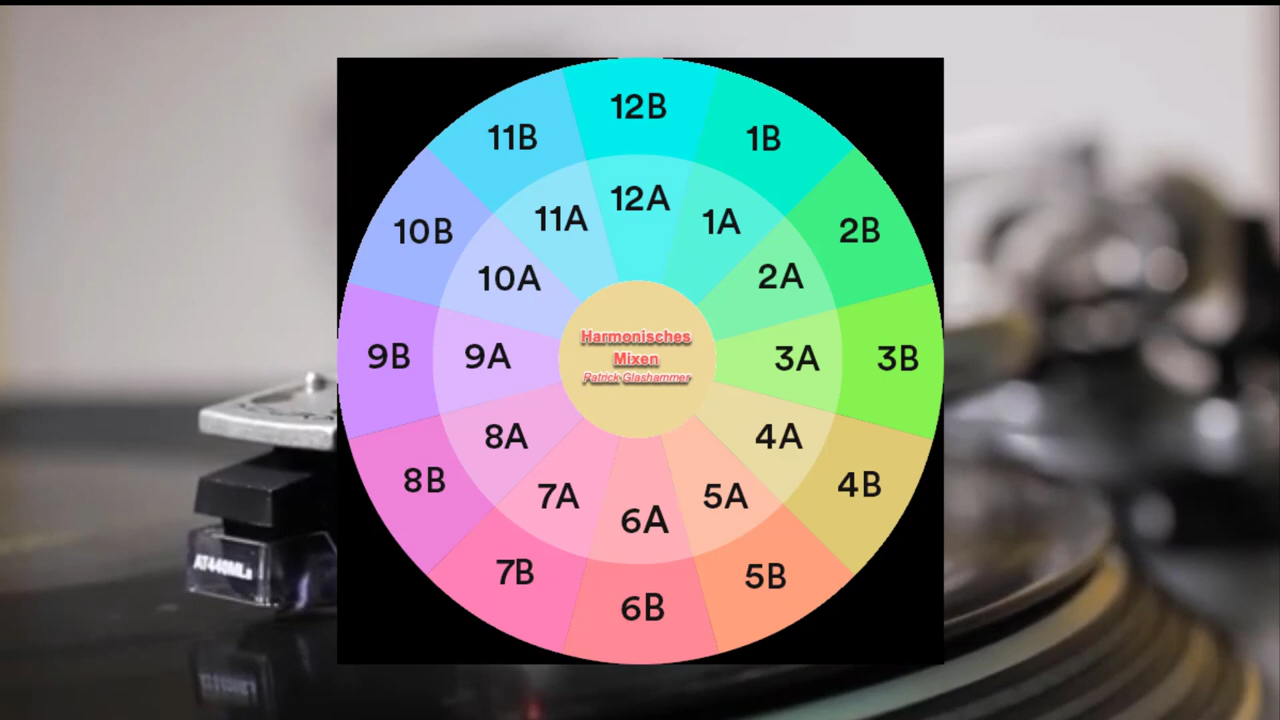 12B
11B
1B
12A
11A
1A
10B
2B
10A
2A
Harmonisches
Mixen
Patrick Glashammer
9B
9A
3A
3B
8A
4A
8B
4B
7A
5A
6A
7B
5B
6B
AT440MLa